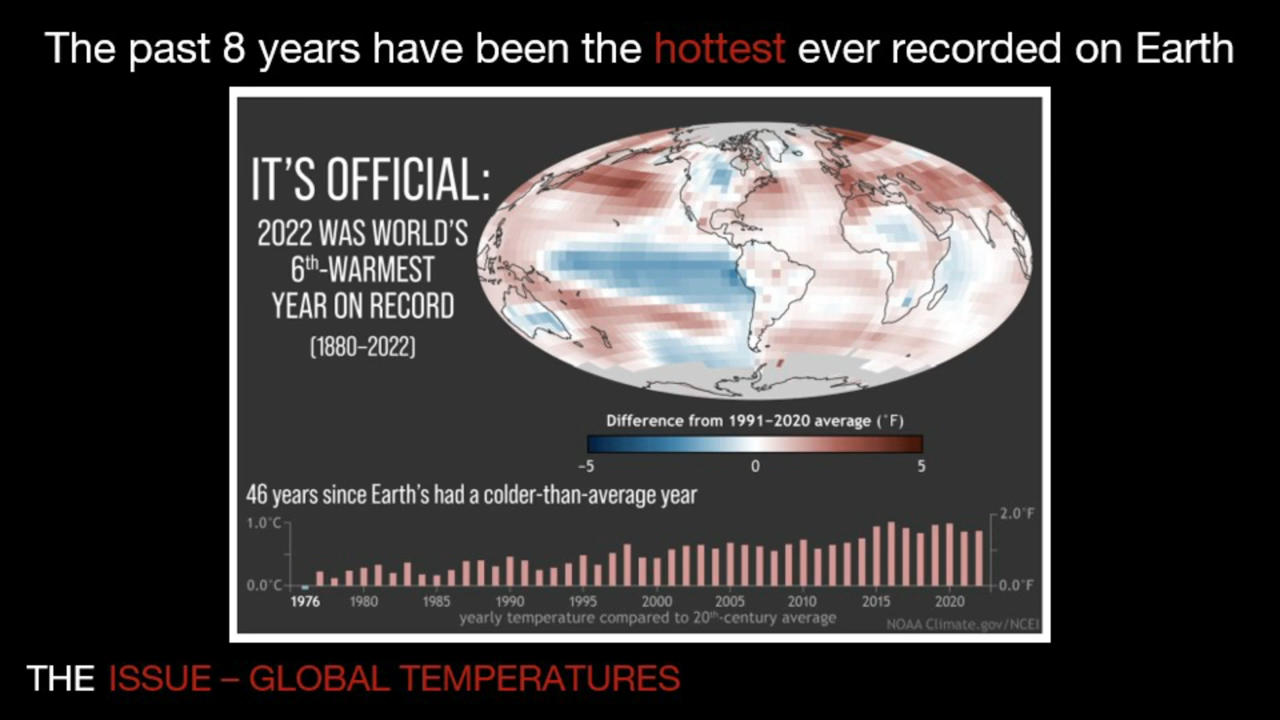 The past 8 years have been the hottest ever recorded on Earth
IT'S OFFICIAL:
2022 WAS WORLD'S
6th-WARMEST
YEAR ON RECORD
(1880–2022)
Difference from 1991–2020 average (°F)
−5 0 5
46 years since Earth's had a colder-than-average year
1.0°C 2.0°F
0.0°C 0.0°F
1976 1980 1985 1990 1995 2000 2005 2010 2015 2020
yearly temperature compared to 20th-century average
NOAA Climate.gov/NCEI
THE ISSUE – GLOBAL TEMPERATURES